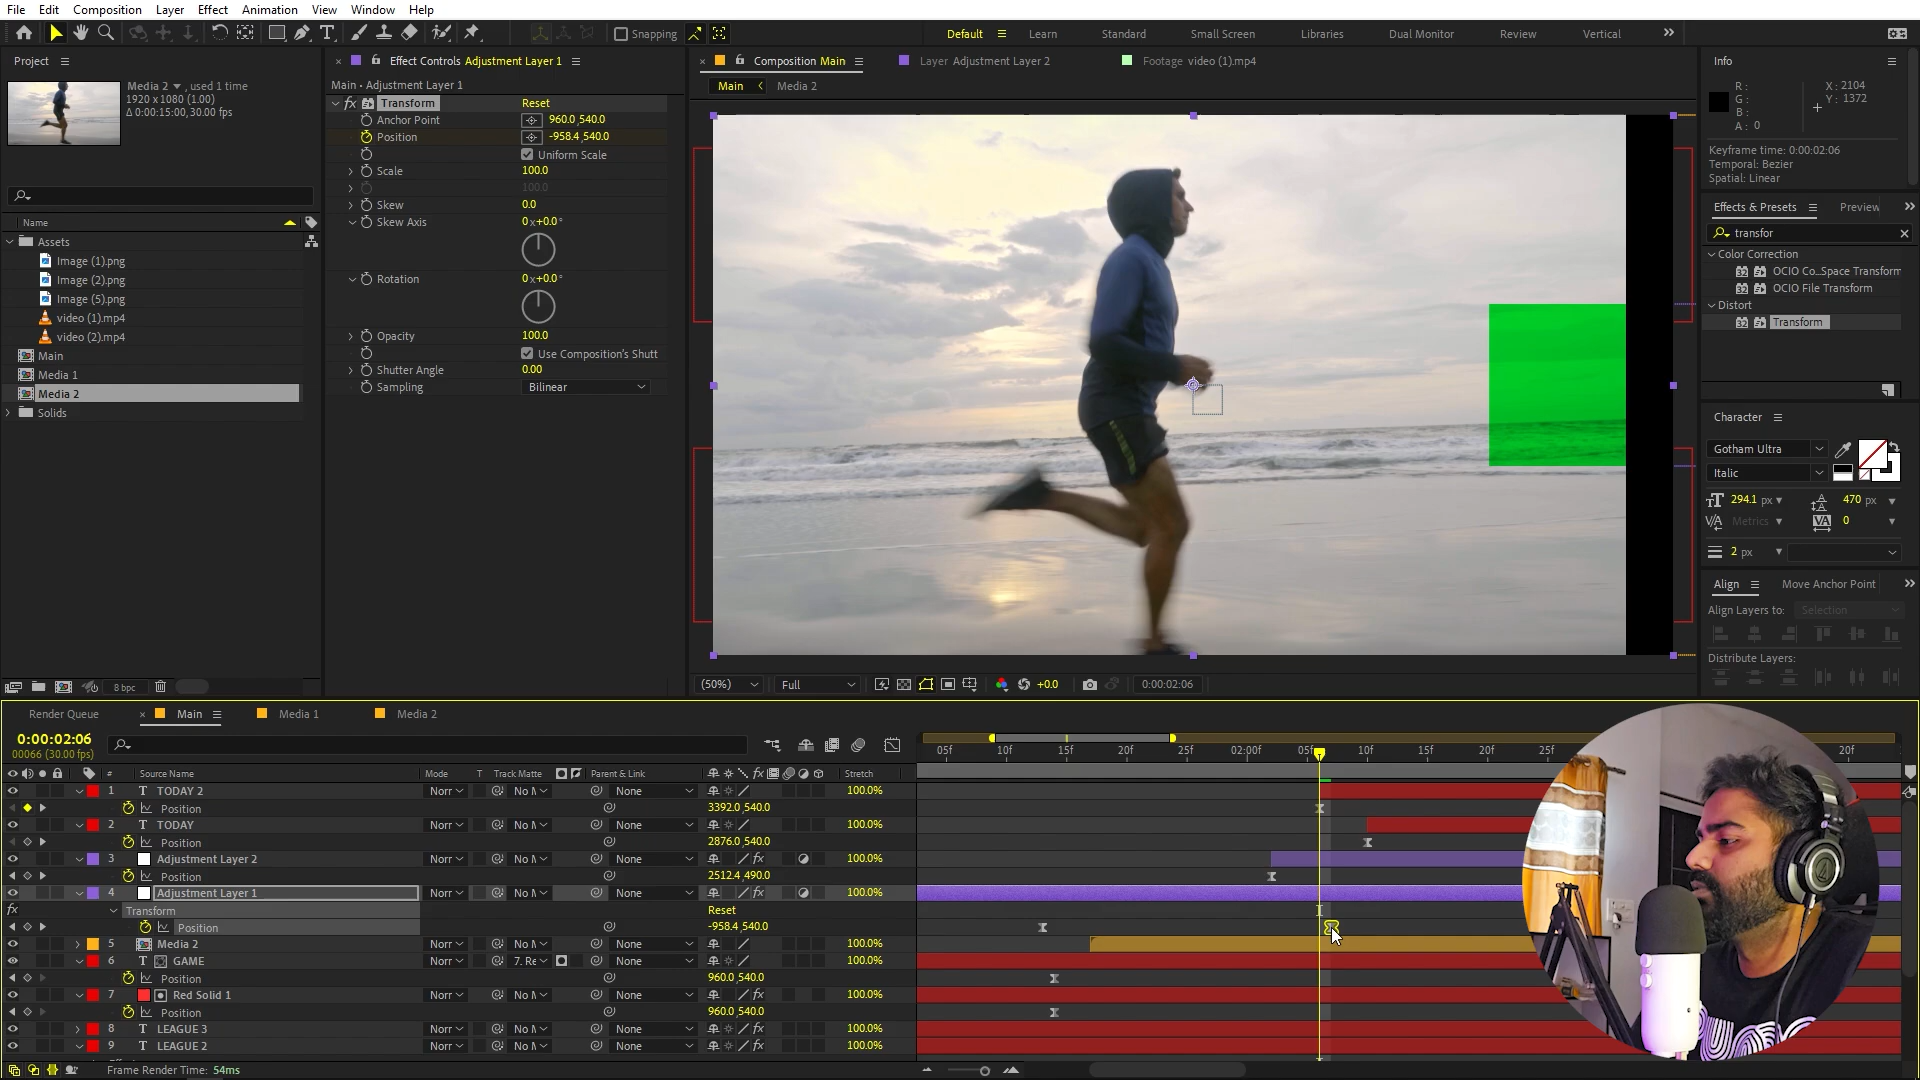 File Edit Composition Layer Effect Animation View Window Help
Snapping
Default Learn Standard Small Screen Libraries Dual Monitor Review Vertical
Project
Media 2 , used 1 time
1920 x 1080 (1.00)
Δ 0:00:15:00, 30.00 fps
Name
Assets
Image (1).png
Image (2).png
Image (5).png
video (1).mp4
video (2).mp4
Main
Media 1
Media 2
Solids
8 bpc
Effect Controls Adjustment Layer 1
Main • Adjustment Layer 1
fx Transform Reset
Anchor Point 960.0,540.0
Position -958.4,540.0
Uniform Scale
Scale 100.0
100.0
Skew 0.0
Skew Axis 0x+0.0°
Rotation 0x+0.0°
Opacity 100.0
Use Composition's Shutt
Shutter Angle 0.00
Sampling Bilinear
Composition Main Layer Adjustment Layer 2 Footage video (1).mp4
Main Media 2
(50%) Full +0.0 0:00:02:06
Info
R :
G :
B :
A : 0
X : 2104
Y : 1372
Keyframe time: 0:00:02:06
Temporal: Bezier
Spatial: Linear
Effects & Presets Preview
transfor
Color Correction
OCIO Co...Space Transform
OCIO File Transform
Distort
Transform
Character
Gotham Ultra
Italic
294.1 px 470 px
Metrics 0
2 px
Align Move Anchor Point
Align Layers to: Selection
Distribute Layers:
Render Queue Main Media 1 Media 2
0:00:02:06
00066 (30.00 fps)
05f 10f 15f 20f 25f 02:00f 05f 10f 15f 20f 25f 20f
# Source Name Mode T Track Matte Parent & Link fx Stretch
1 T TODAY 2 Norr No M None 100.0%
Position 3392.0,540.0
2 T TODAY Norr No M None 100.0%
Position 2876.0,540.0
3 Adjustment Layer 2 Norr No M None fx 100.0%
Position 2512.4,490.0
4 Adjustment Layer 1 Norr No M None fx 100.0%
fx Transform Reset
Position -958.4,540.0
5 Media 2 Norr No M None 100.0%
6 GAME Norr 7. Re None 100.0%
Position 960.0,540.0
7 Red Solid 1 Norr No M None 100.0%
Position 960.0,540.0
8 T LEAGUE 3 Norr No M None fx 100.0%
9 T LEAGUE 2 Norr No M None fx 100.0%
Frame Render Time: 54ms